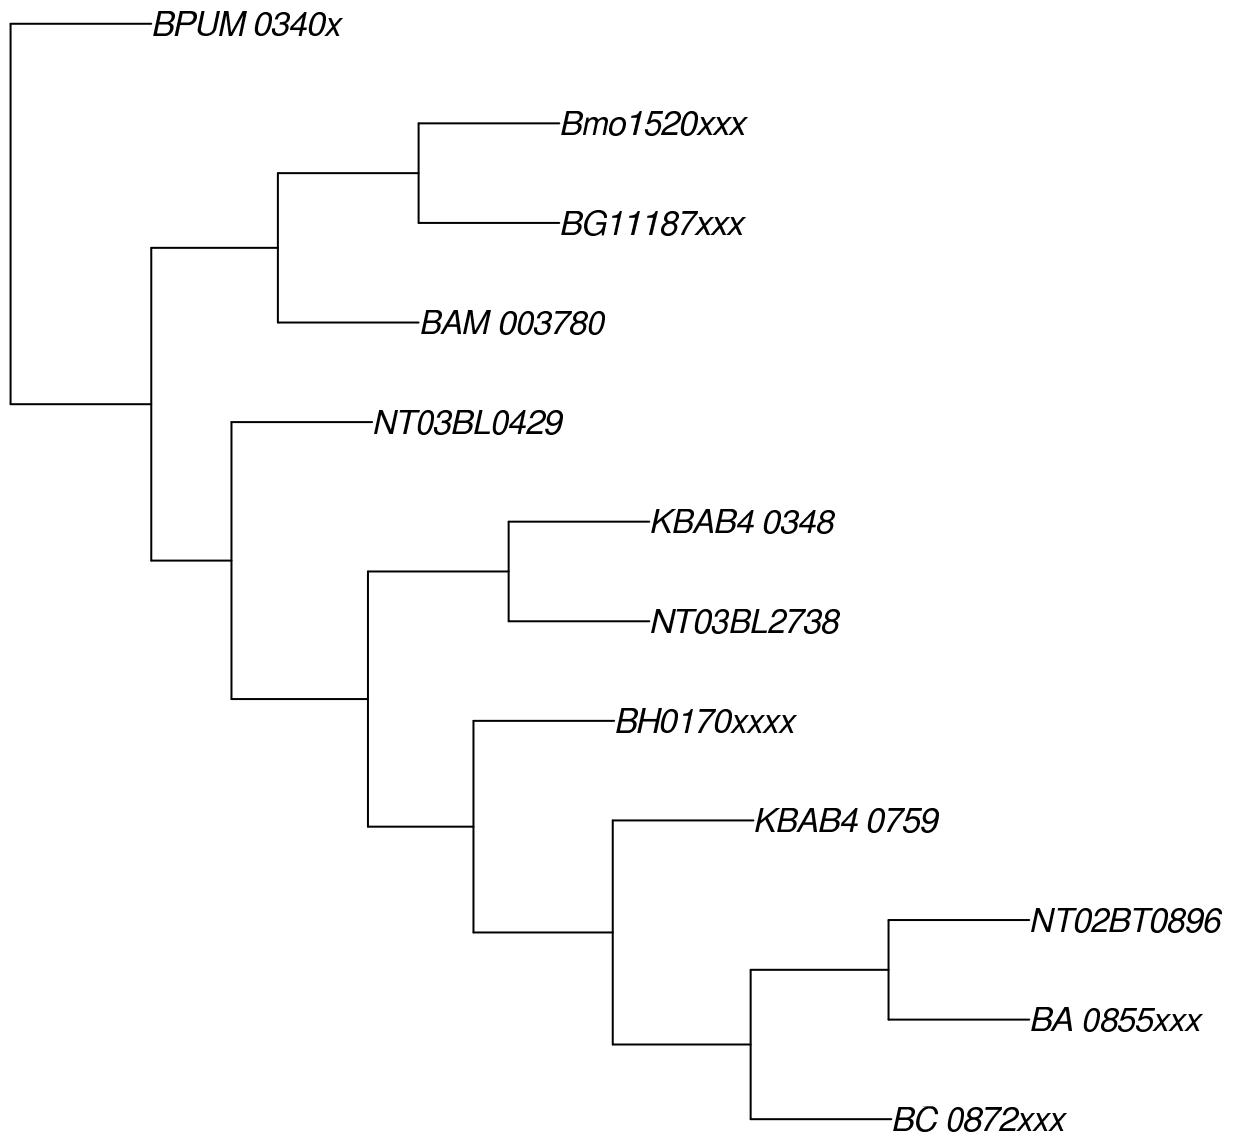 BPUM 0340x
Bmo1520xxx
BG11187xxx
BAM 003780
NT03BL0429
KBAB4 0348
NT03BL2738
BH0170xxxx
KBAB4 0759
NT02BT0896
BA 0855xxx
BC 0872xxx